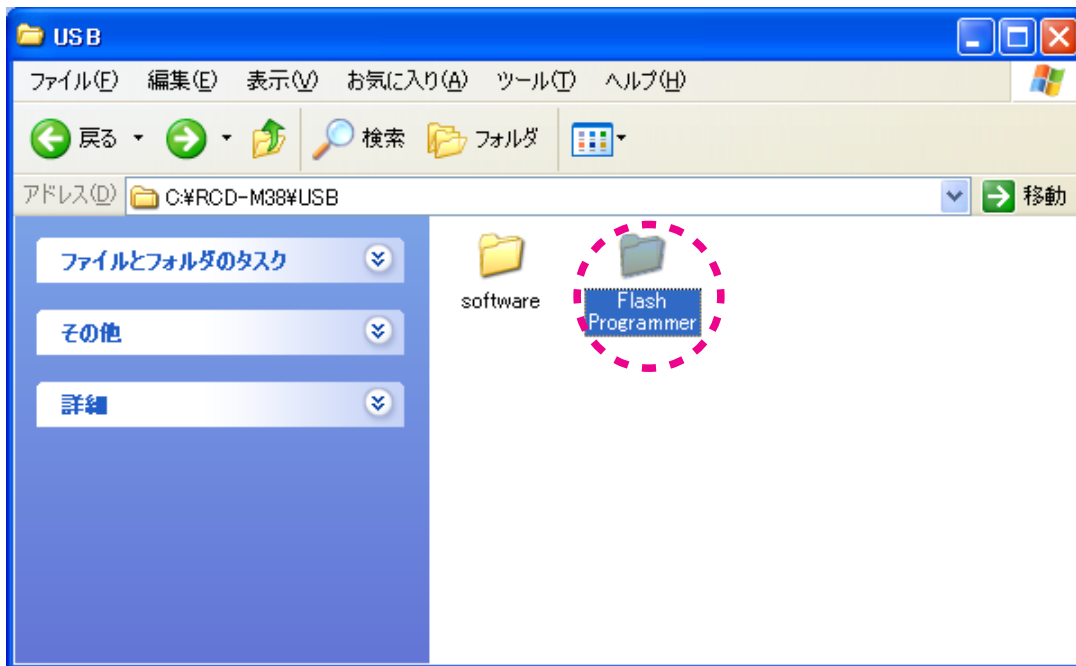 USB
ファイル(F) 編集(E) 表示(V) お気に入り(A) ツール(T) ヘルプ(H)
戻る 検索 フォルダ
アドレス(D) C:¥RCD-M38¥USB 移動
ファイルとフォルダのタスク
その他
詳細
software
Flash
Programmer